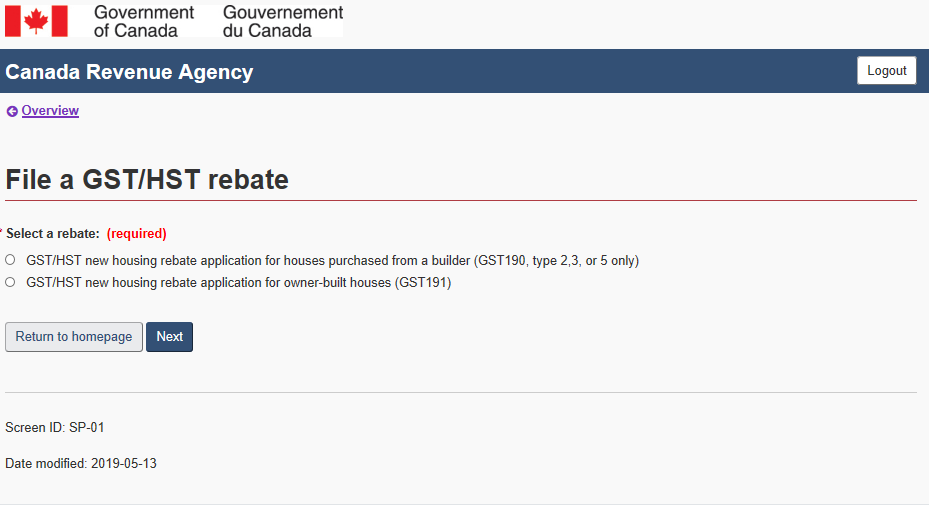 Government Gouvernement
of Canada du Canada
Canada Revenue Agency
Logout
Overview
File a GST/HST rebate
* Select a rebate: (required)
GST/HST new housing rebate application for houses purchased from a builder (GST190, type 2,3, or 5 only)
GST/HST new housing rebate application for owner-built houses (GST191)
Return to homepage Next
Screen ID: SP-01
Date modified: 2019-05-13